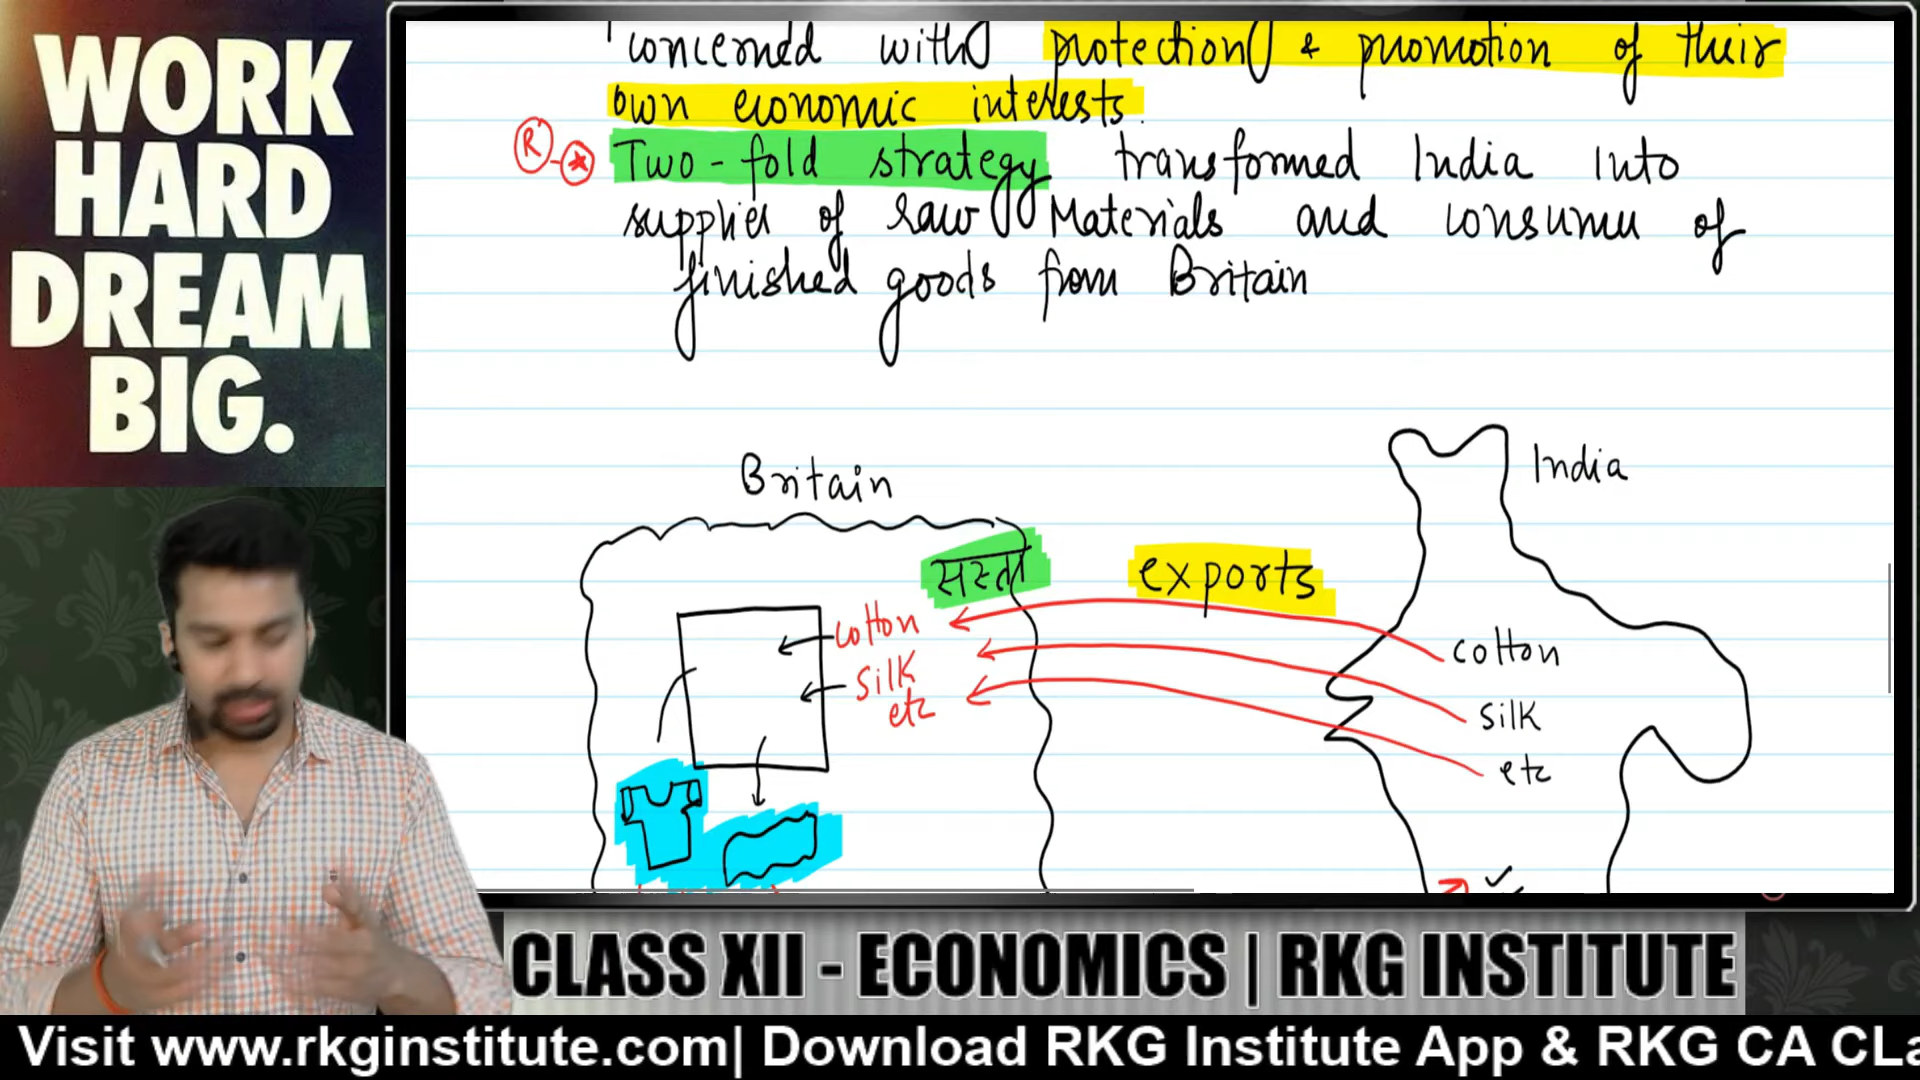 WORK
HARD
DREAM
BIG.
concerned with protection & promotion of their
own economic interests.
R
Two-fold strategy transformed India into
supplier of raw Materials and consumer of
finished goods from Britain
Britain
India
सस्ता
exports
cotton
silk
etc
cotton
silk
etc
CLASS XII - ECONOMICS | RKG INSTITUTE
Visit www.rkginstitute.com| Download RKG Institute App & RKG CA CLa